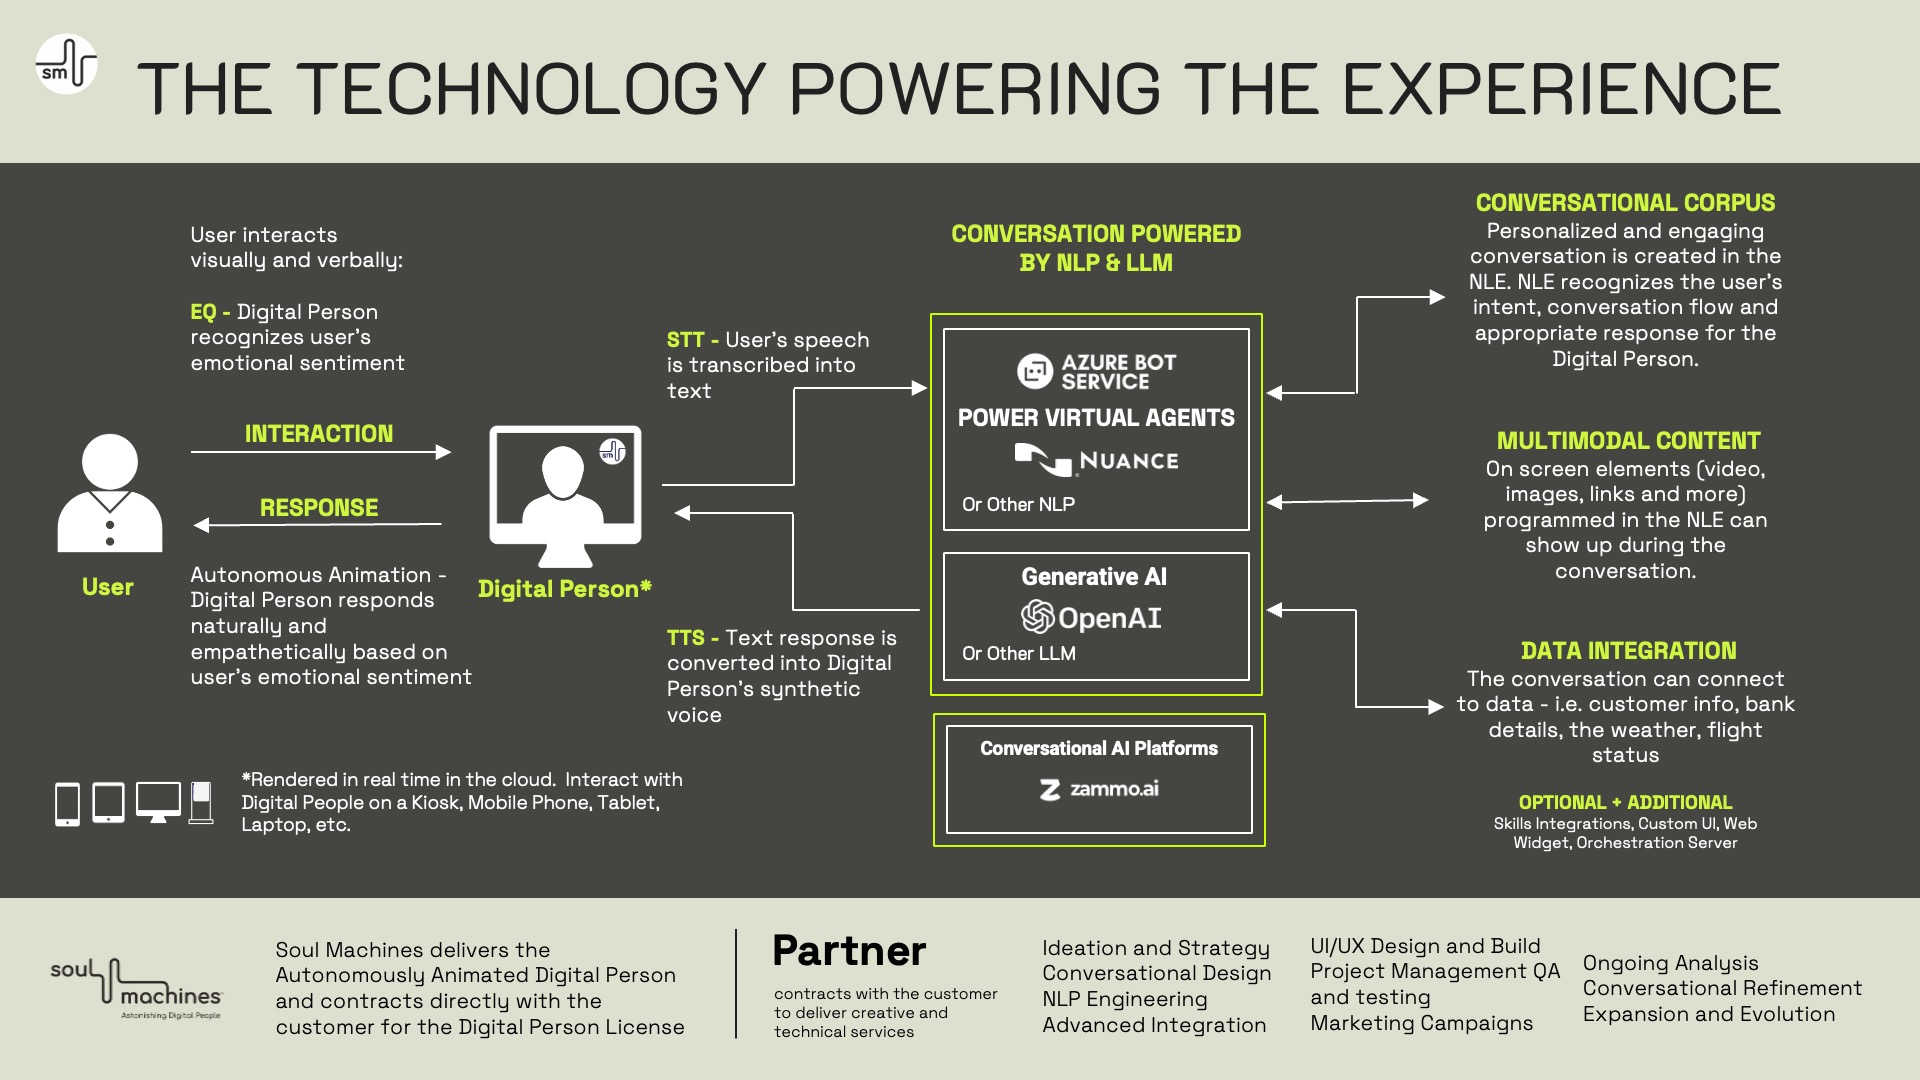 sm
THE TECHNOLOGY POWERING THE EXPERIENCE
User interacts
visually and verbally:
EQ - Digital Person
recognizes user's
emotional sentiment
INTERACTION
RESPONSE
User
Autonomous Animation -
Digital Person responds
naturally and
empathetically based on
user's emotional sentiment
sm
Digital Person*
STT - User's speech
is transcribed into
text
TTS - Text response is
converted into Digital
Person's synthetic
voice
*Rendered in real time in the cloud.  Interact with
Digital People on a Kiosk, Mobile Phone, Tablet,
Laptop, etc.
CONVERSATION POWERED
BY NLP & LLM
AZURE BOT
SERVICE
POWER VIRTUAL AGENTS
NUANCE
Or Other NLP
Generative AI
OpenAI
Or Other LLM
Conversational AI Platforms
zammo.ai
CONVERSATIONAL CORPUS
Personalized and engaging
conversation is created in the
NLE. NLE recognizes the user's
intent, conversation flow and
appropriate response for the
Digital Person.
MULTIMODAL CONTENT
On screen elements (video,
images, links and more)
programmed in the NLE can
show up during the
conversation.
DATA INTEGRATION
The conversation can connect
to data - i.e. customer info, bank
details, the weather, flight
status
OPTIONAL + ADDITIONAL
Skills Integrations, Custom UI, Web
Widget, Orchestration Server
soul machines
Astonishing Digital People
Soul Machines delivers the
Autonomously Animated Digital Person
and contracts directly with the
customer for the Digital Person License
Partner
contracts with the customer
to deliver creative and
technical services
Ideation and Strategy
Conversational Design
NLP Engineering
Advanced Integration
UI/UX Design and Build
Project Management QA
and testing
Marketing Campaigns
Ongoing Analysis
Conversational Refinement
Expansion and Evolution